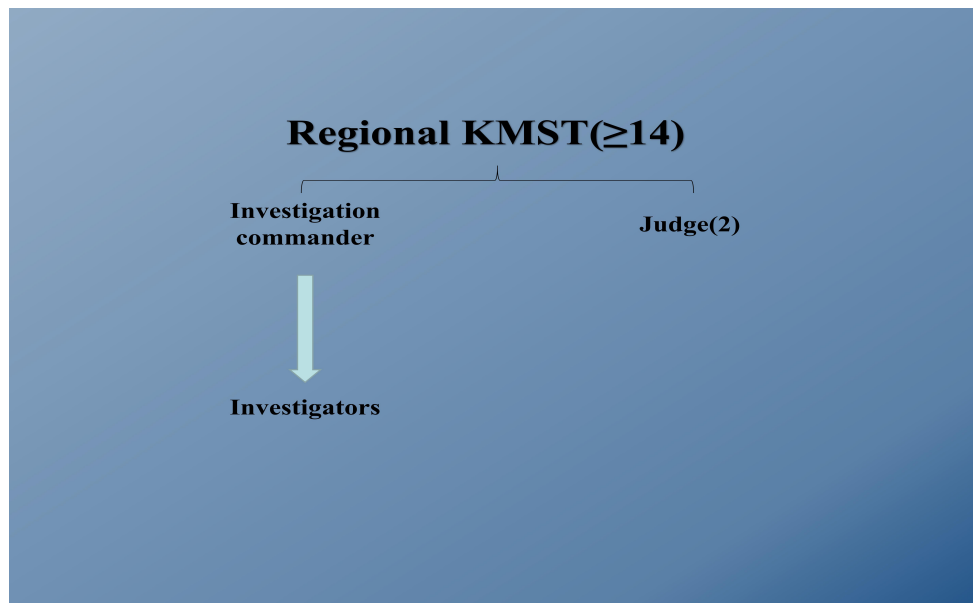 Regional KMST(≥14)
Investigation
commander
Judge(2)
Investigators